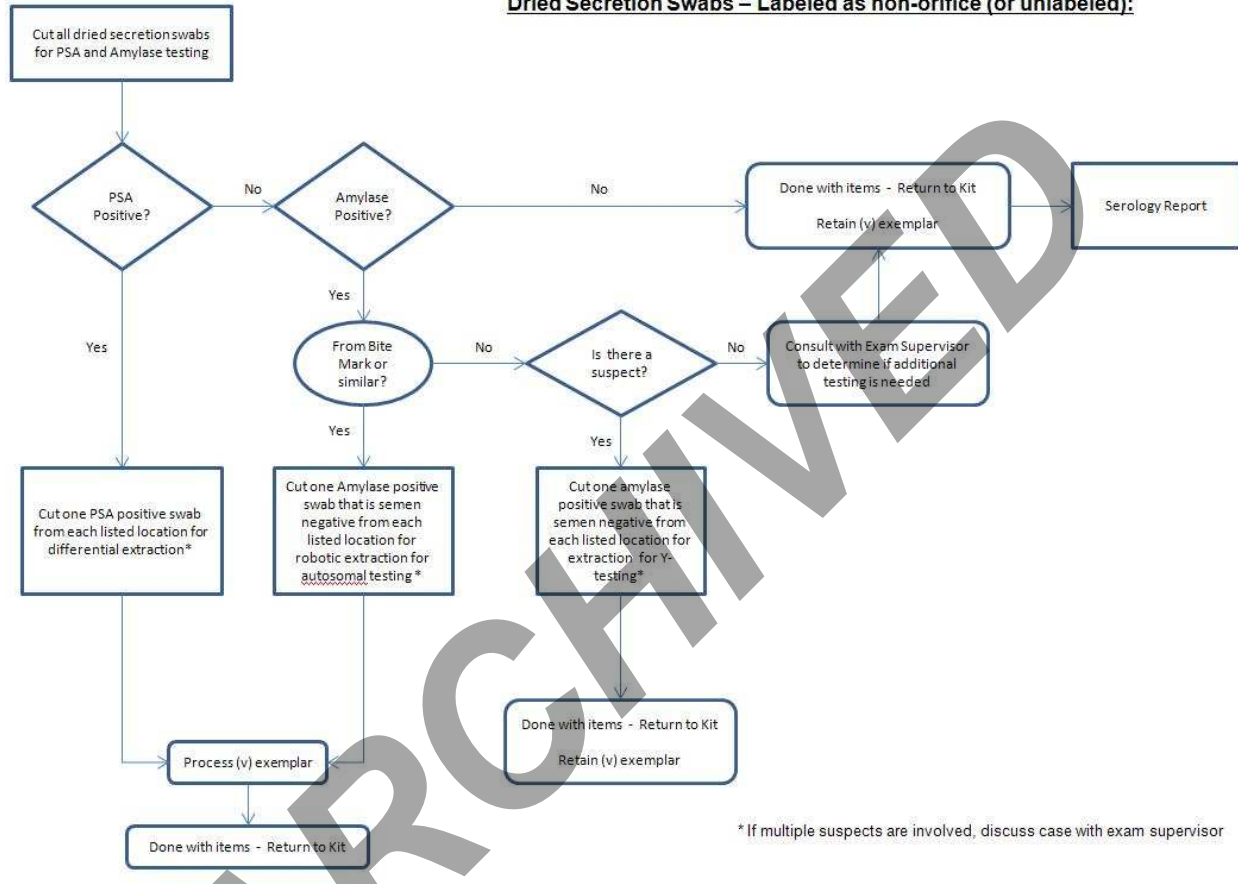 Dried Secretion Swabs – Labeled as non-orifice (or unlabeled):
Cut all dried secretion swabs
for PSA and Amylase testing
PSA
Positive?
No
Amylase
Positive?
No
Done with items - Return to Kit
Retain (v) exemplar
Serology Report
Yes
Yes
From Bite
Mark or
similar?
No
Is there a
suspect?
No
Consult with Exam Supervisor
to determine if additional
testing is needed
Yes
Yes
Cut one PSA positive swab
from each listed location for
differential extraction*
Cut one Amylase positive
swab that is semen
negative from each
listed location for
robotic extraction for
autosomal testing *
Cut one amylase
positive swab that is
semen negative from
each listed location for
extraction for Y-
testing*
Done with items - Return to Kit
Retain (v) exemplar
Process (v) exemplar
Done with items - Return to Kit
* If multiple suspects are involved, discuss case with exam supervisor
ARCHIVED